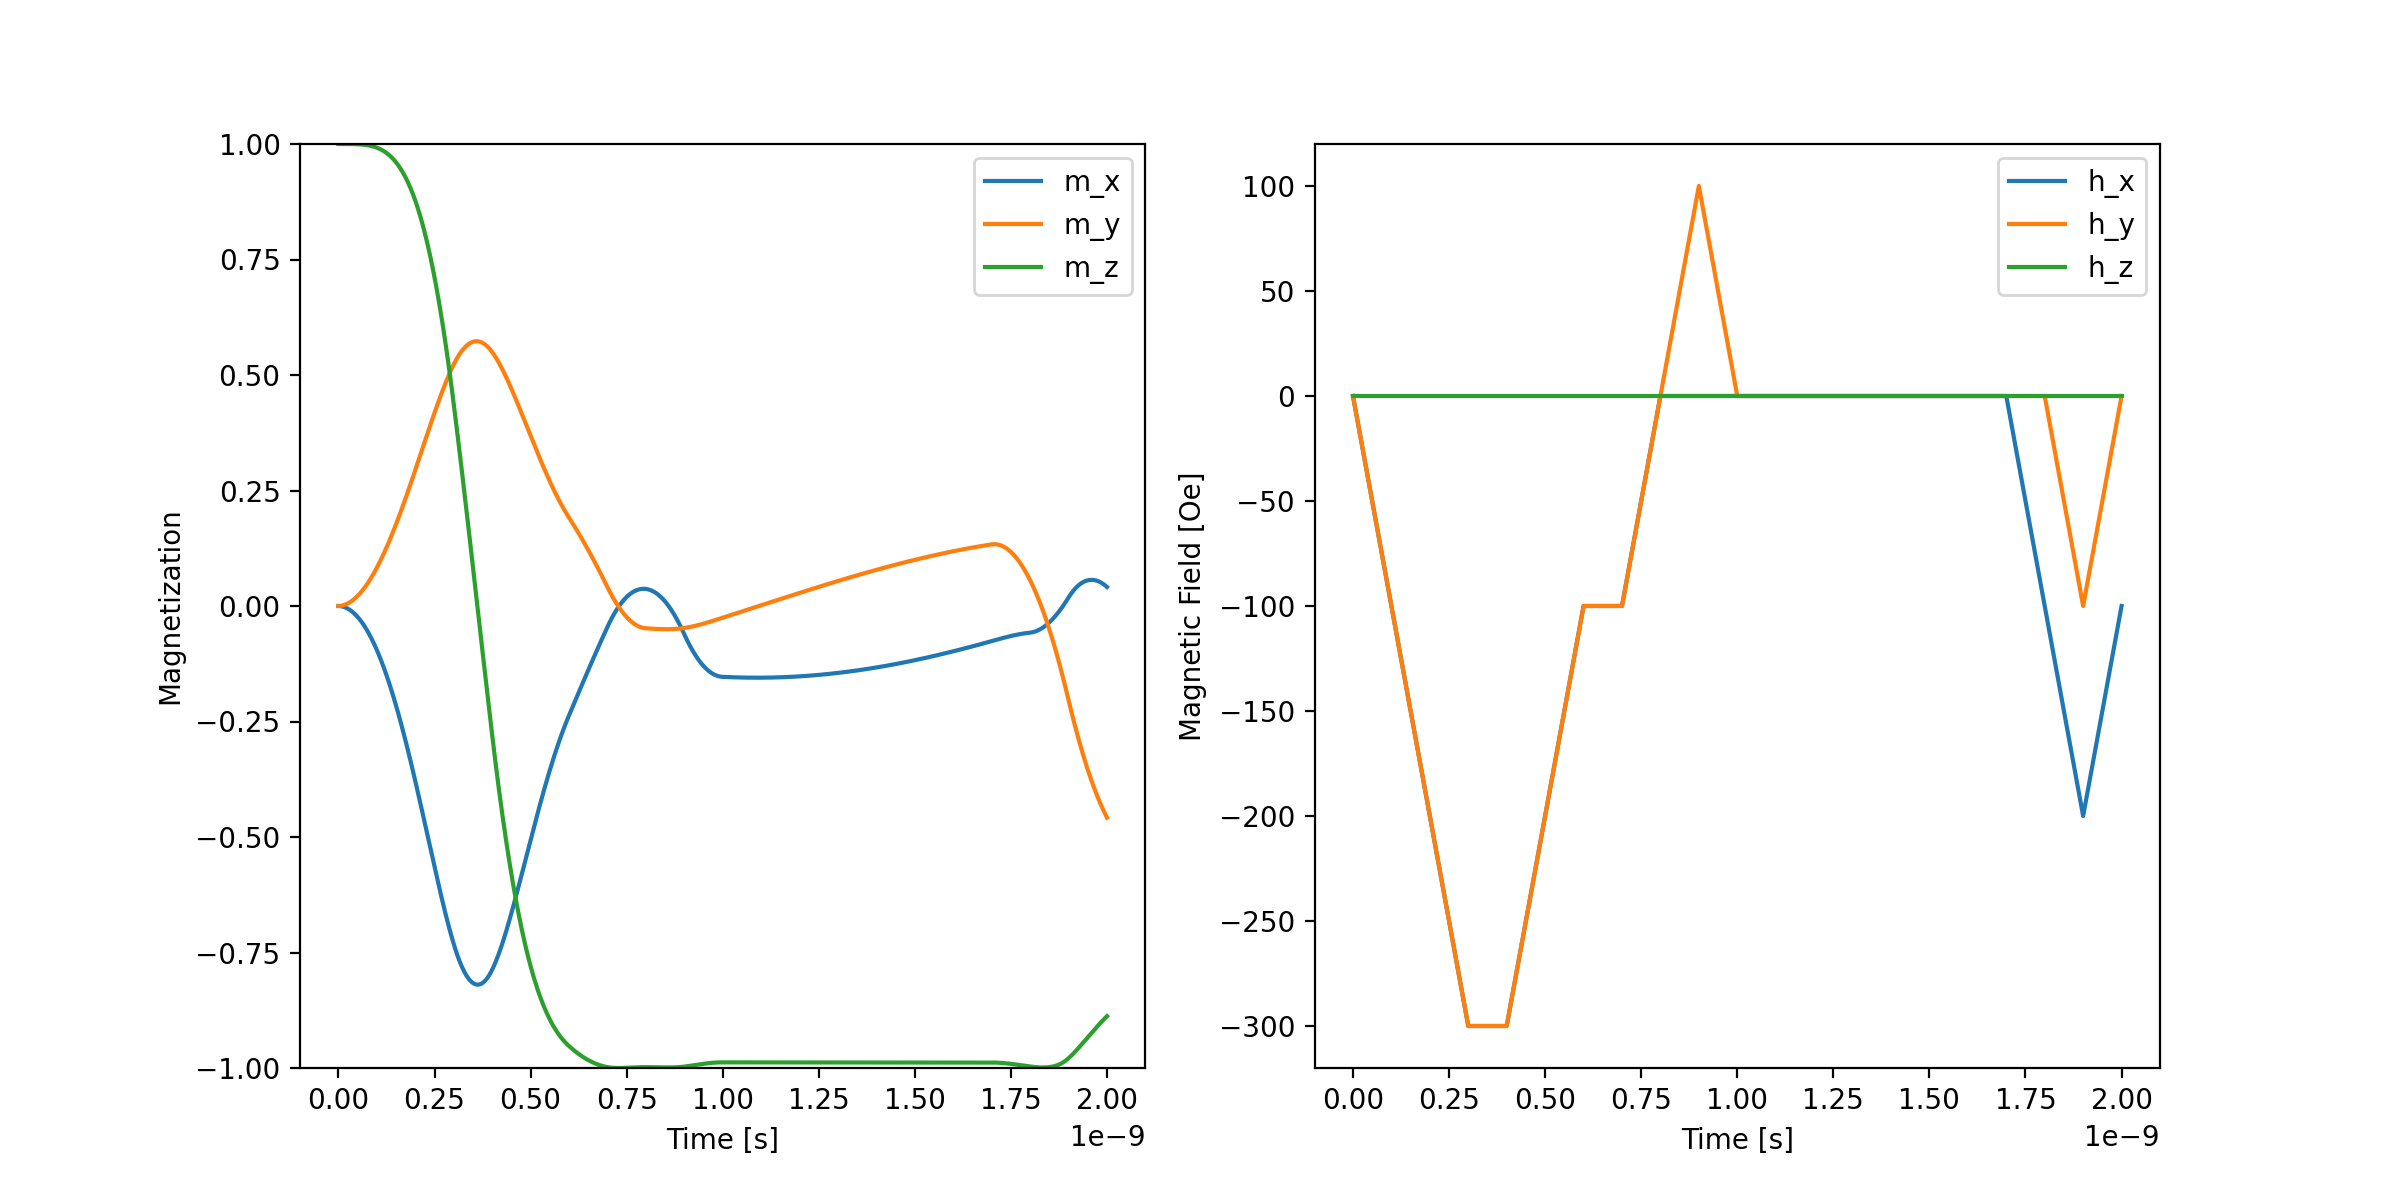 Magnetization
1.00
0.75
0.50
0.25
0.00
−0.25
−0.50
−0.75
−1.00
m_x
m_y
m_z
0.00 0.25 0.50 0.75 1.00 1.25 1.50 1.75 2.00
Time [s]
1e−9
Magnetic Field [Oe]
100
50
0
−50
−100
−150
−200
−250
−300
h_x
h_y
h_z
0.00 0.25 0.50 0.75 1.00 1.25 1.50 1.75 2.00
Time [s]
1e−9